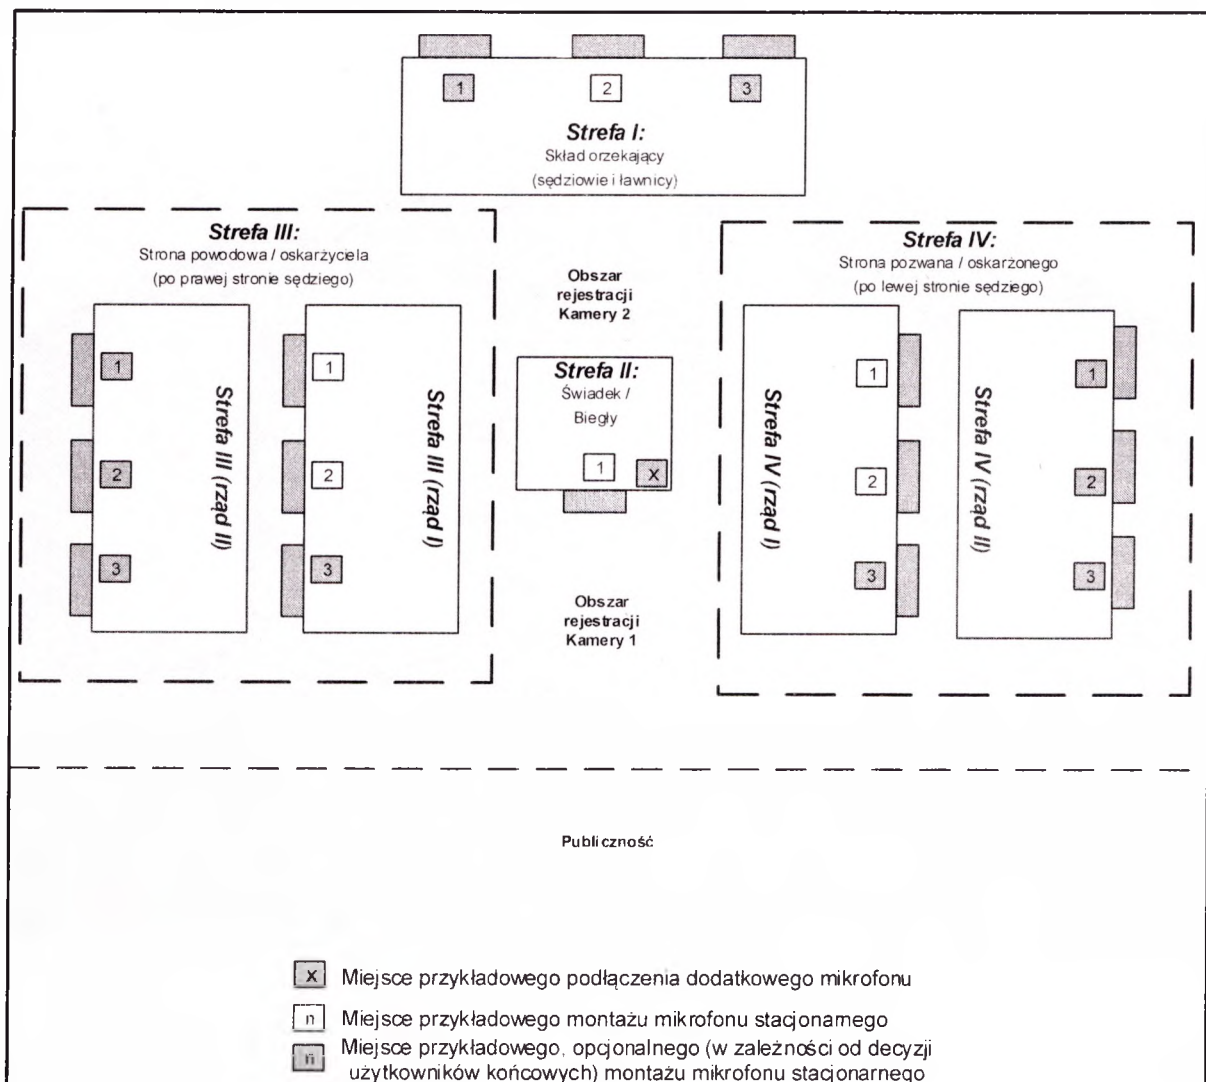 1
2
3
Strefa I:
Skład orzekający
(sędziowie i ławnicy)
Strefa III:
Strona powodowa / oskarżyciela
(po prawej stronie sędziego)
1
2
3
Strefa III (rząd II)
1
2
3
Strefa III (rząd I)
Obszar
rejestracji
Kamery 2
Strefa II:
Świadek /
Biegły
1
X
Obszar
rejestracji
Kamery 1
Strefa IV:
Strona pozwana / oskarżonego
(po lewej stronie sędziego)
Strefa IV (rząd I)
1
2
3
Strefa IV (rząd II)
1
2
3
Publiczność
X Miejsce przykładowego podłączenia dodatkowego mikrofonu
n Miejsce przykładowego montażu mikrofonu stacjonarnego
n Miejsce przykładowego, opcjonalnego (w zależności od decyzji
użytkowników końcowych) montażu mikrofonu stacjonarnego